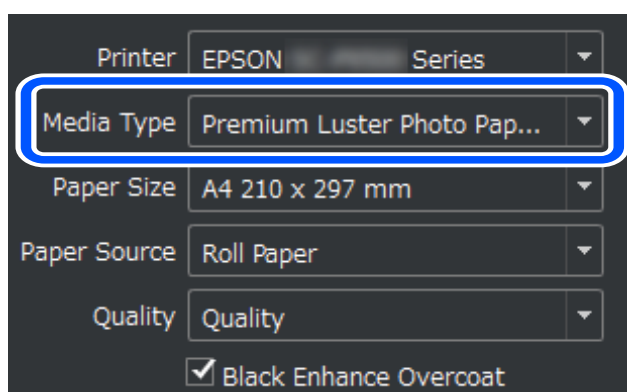 Printer EPSON Series
Media Type Premium Luster Photo Pap...
Paper Size A4 210 x 297 mm
Paper Source Roll Paper
Quality Quality
Black Enhance Overcoat